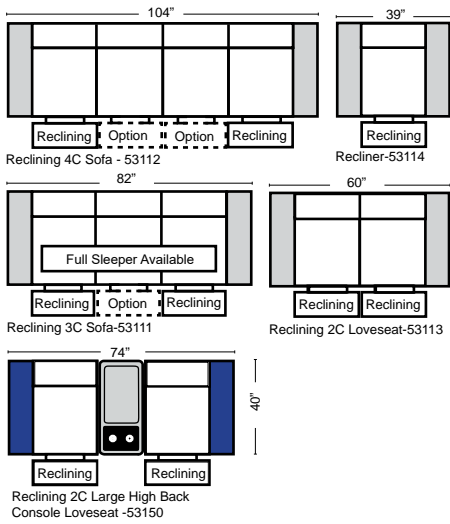 104”
39”
Reclining Option Option Reclining
Reclining
Reclining 4C Sofa - 53112
Recliner-53114
82”
60”
Full Sleeper Available
Reclining Option Reclining
Reclining Reclining
Reclining 3C Sofa-53111
Reclining 2C Loveseat-53113
74”
40”
Reclining Reclining
Reclining 2C Large High Back
Console Loveseat -53150